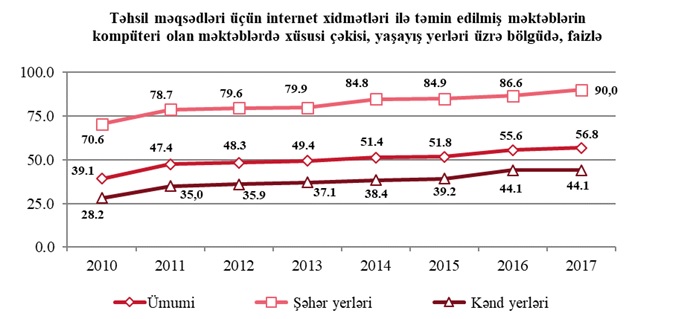 Təhsil məqsədləri üçün internet xidmətləri ilə təmin edilmiş məktəblərin
kompüteri olan məktəblərdə xüsusi çəkisi, yaşayış yerləri üzrə bölgüdə, faizlə
100.0
75.0
50.0
25.0
0.0
70.6 78.7 79.6 79.9 84.8 84.9 86.6 90,0
39.1 47.4 48.3 49.4 51.4 51.8 55.6 56.8
28.2 35,0 35.9 37.1 38.4 39.2 44.1 44.1
2010 2011 2012 2013 2014 2015 2016 2017
Ümumi Şəhər yerləri Kənd yerləri